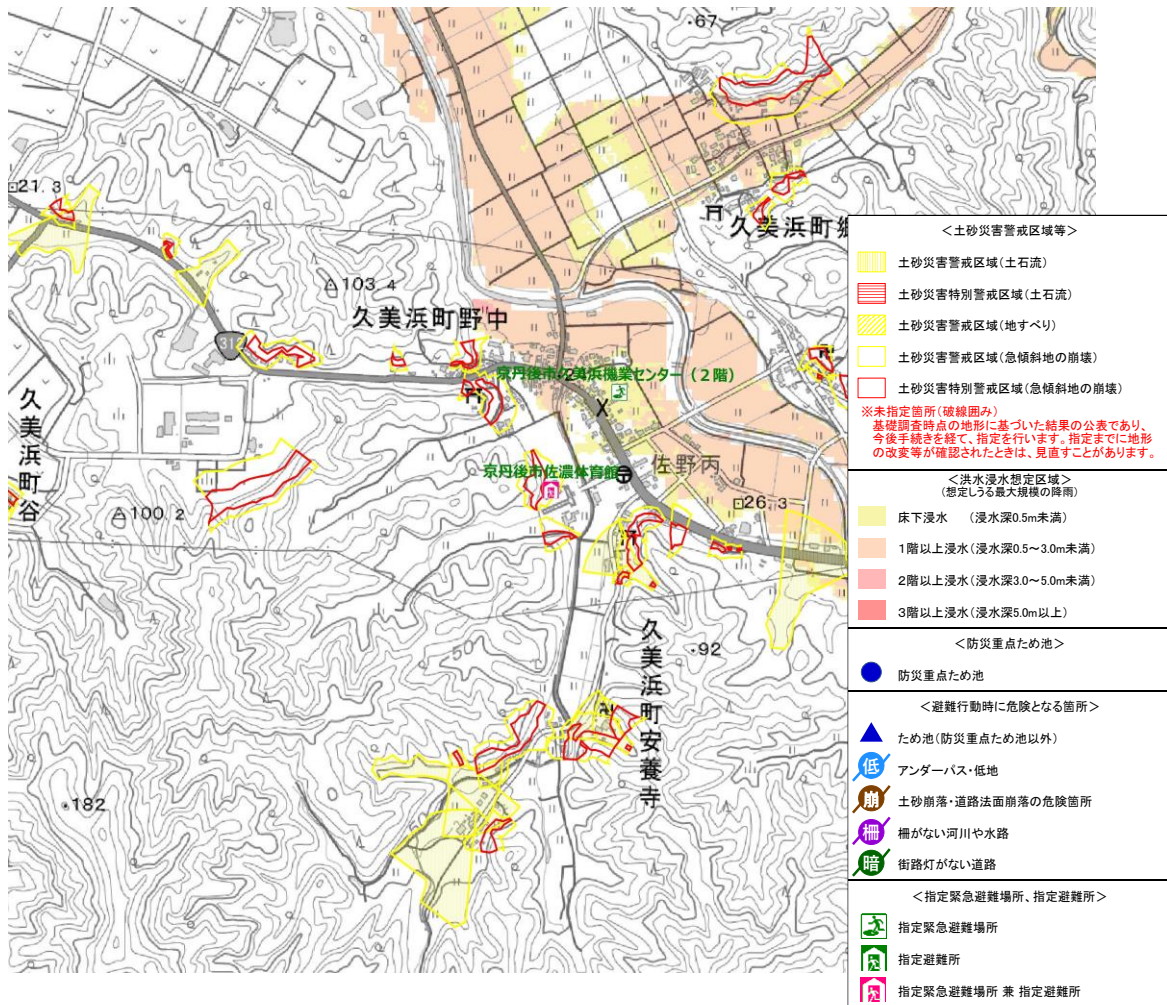 67
21.3
久美浜町郷
103.4
久美浜町野中
312
京丹後市久美浜機業センター(2階)
久美浜町谷
京丹後市佐濃体育館
佐野丙
26.3
100.2
92
久美浜町安養寺
182
<土砂災害警戒区域等>
土砂災害警戒区域(土石流)
土砂災害特別警戒区域(土石流)
土砂災害警戒区域(地すべり)
土砂災害警戒区域(急傾斜地の崩壊)
土砂災害特別警戒区域(急傾斜地の崩壊)
※未指定箇所(破線囲み)
基礎調査時点の地形に基づいた結果の公表であり、
今後手続きを経て、指定を行います。指定までに地形
の改変等が確認されたときは、見直すことがあります。
<洪水浸水想定区域>
(想定しうる最大規模の降雨)
床下浸水 (浸水深0.5m未満)
1階以上浸水(浸水深0.5~3.0m未満)
2階以上浸水(浸水深3.0~5.0m未満)
3階以上浸水(浸水深5.0m以上)
<防災重点ため池>
防災重点ため池
<避難行動時に危険となる箇所>
ため池(防災重点ため池以外)
低 アンダーパス・低地
崩 土砂崩落・道路法面崩落の危険箇所
柵 柵がない河川や水路
暗 街路灯がない道路
<指定緊急避難場所、指定避難所>
指定緊急避難場所
指定避難所
指定緊急避難場所 兼 指定避難所